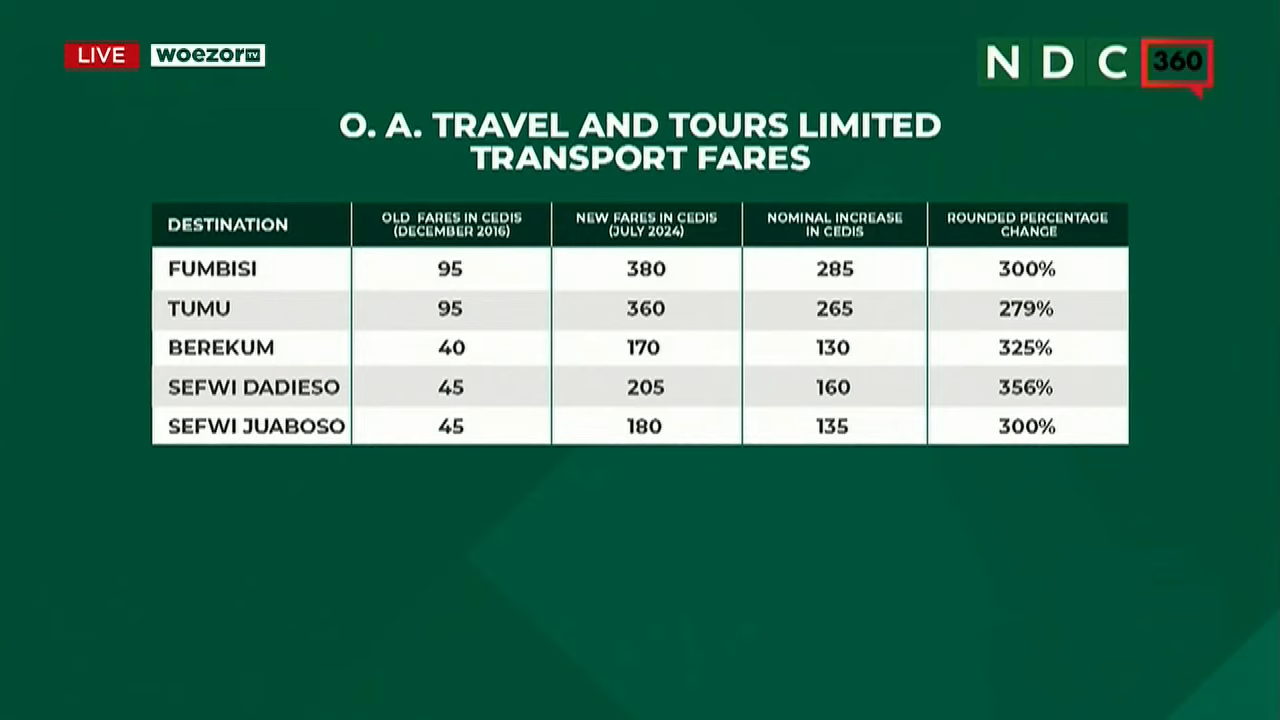 LIVE woezor TV
NDC 360
O. A. TRAVEL AND TOURS LIMITED
TRANSPORT FARES
DESTINATION OLD FARES IN CEDIS (DECEMBER 2016) NEW FARES IN CEDIS (JULY 2024) NOMINAL INCREASE IN CEDIS ROUNDED PERCENTAGE CHANGE
FUMBISI 95 380 285 300%
TUMU 95 360 265 279%
BEREKUM 40 170 130 325%
SEFWI DADIESO 45 205 160 356%
SEFWI JUABOSO 45 180 135 300%